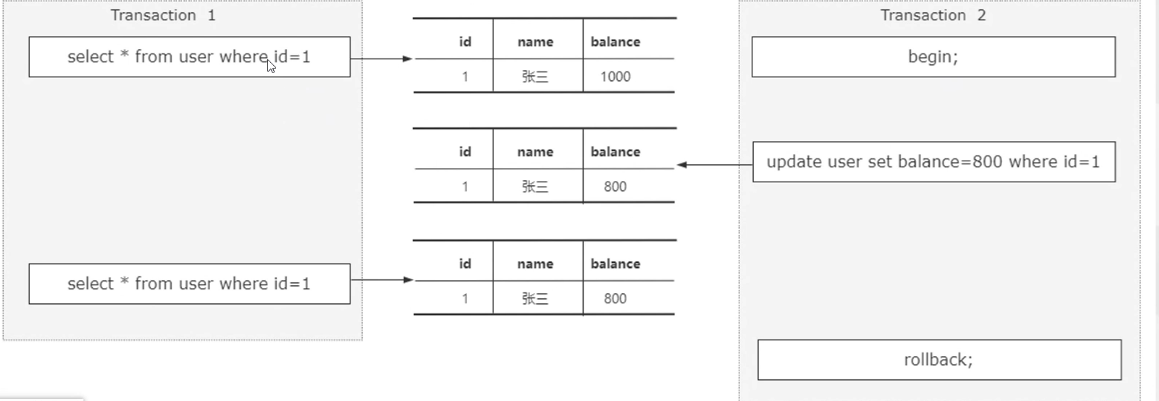 Transaction 1
select * from user where id=1
id name balance
1 张三 1000
Transaction 2
begin;
id name balance
1 张三 800
update user set balance=800 where id=1
select * from user where id=1
id name balance
1 张三 800
rollback;